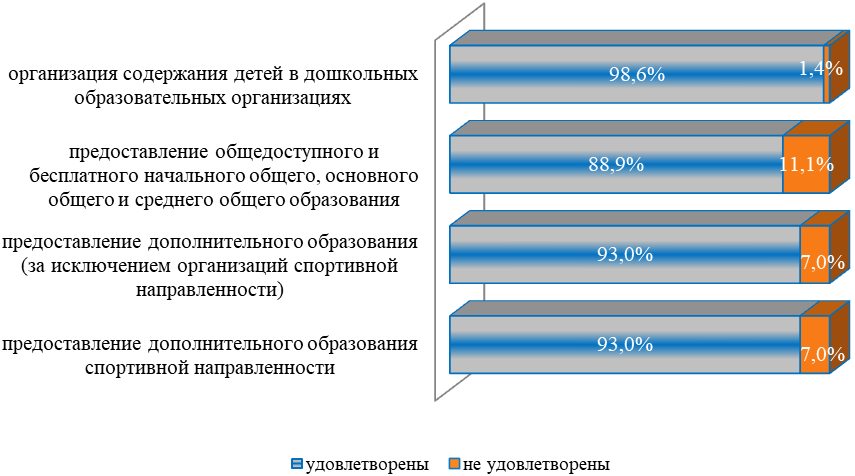 организация содержания детей в дошкольных
образовательных организациях
98,6%
1,4%
предоставление общедоступного и
бесплатного начального общего, основного
общего и среднего общего образования
88,9%
11,1%
предоставление дополнительного образования
(за исключением организаций спортивной
направленности)
93,0%
7,0%
предоставление дополнительного образования
спортивной направленности
93,0%
7,0%
удовлетворены
не удовлетворены